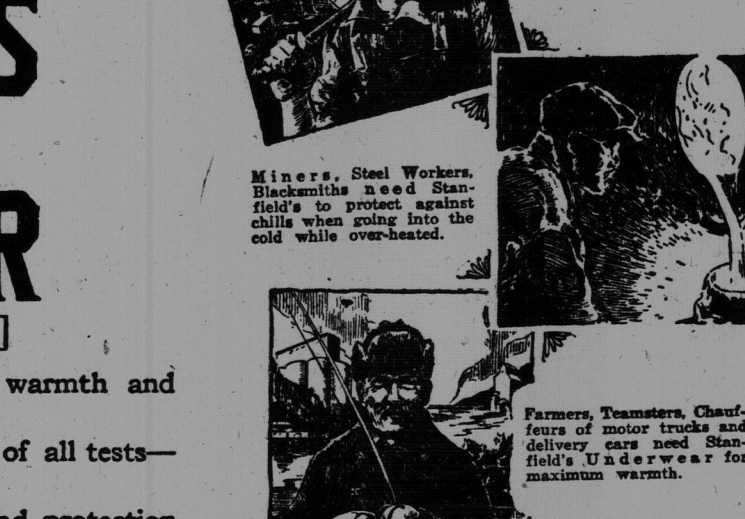 S
R
warmth and
of all tests—
and protection
Miners, Steel Workers,
Blacksmiths need Stan-
field's to protect against
chills when going into the
cold while over-heated.
Farmers, Teamsters, Chauf-
feurs of motor trucks and
delivery cars need Stan-
field's Underwear for
maximum warmth.